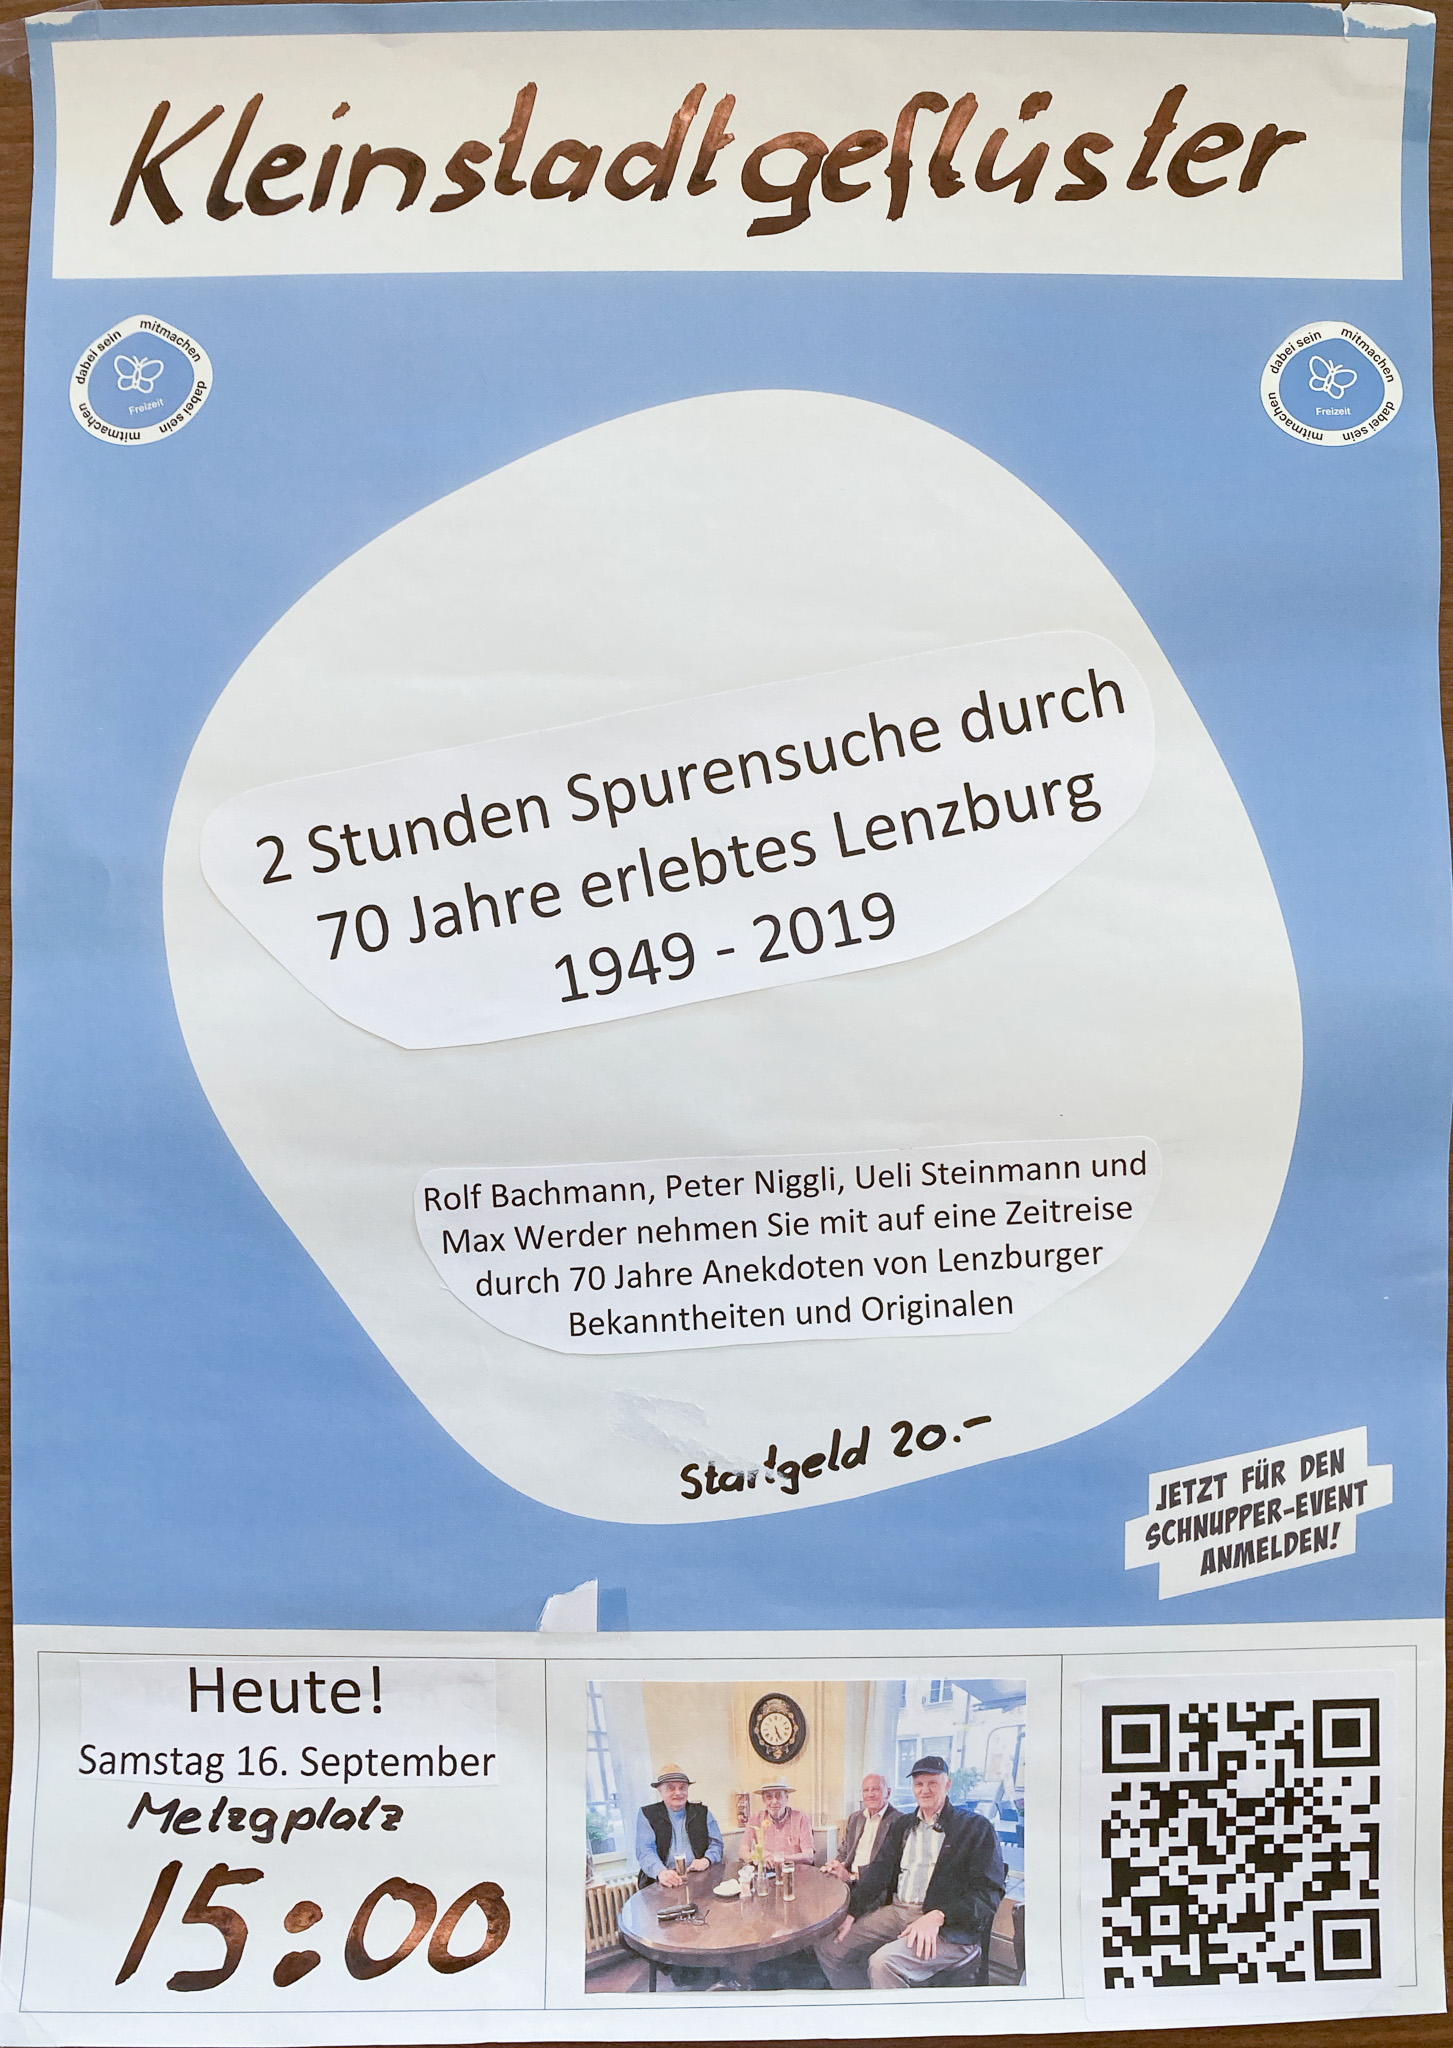 Kleinstadtgeflüster
dabei sein mitmachen dabei sein mitmachen
Freizeit
dabei sein mitmachen dabei sein mitmachen
Freizeit
2 Stunden Spurensuche durch
70 Jahre erlebtes Lenzburg
1949 - 2019
Rolf Bachmann, Peter Niggli, Ueli Steinmann und
Max Werder nehmen Sie mit auf eine Zeitreise
durch 70 Jahre Anekdoten von Lenzburger
Bekanntheiten und Originalen
Startgeld 20.-
JETZT FÜR DEN
SCHNUPPER-EVENT
ANMELDEN!
Heute!
Samstag 16. September
Metzgplatz
15:00